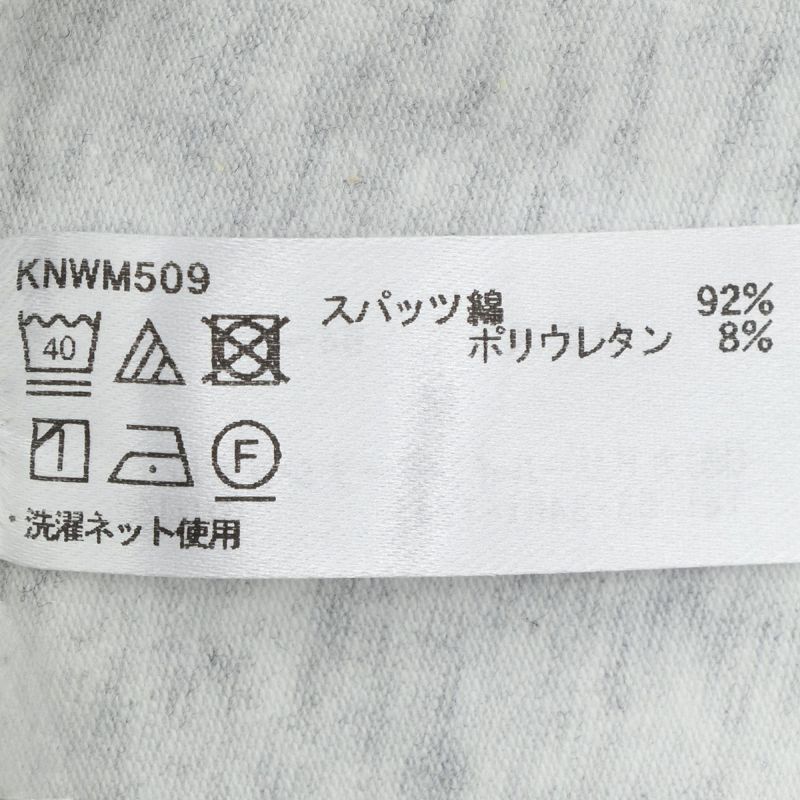 KNWM509
スパッツ 綿 92%
ポリウレタン 8%
40
F
・洗濯ネット使用